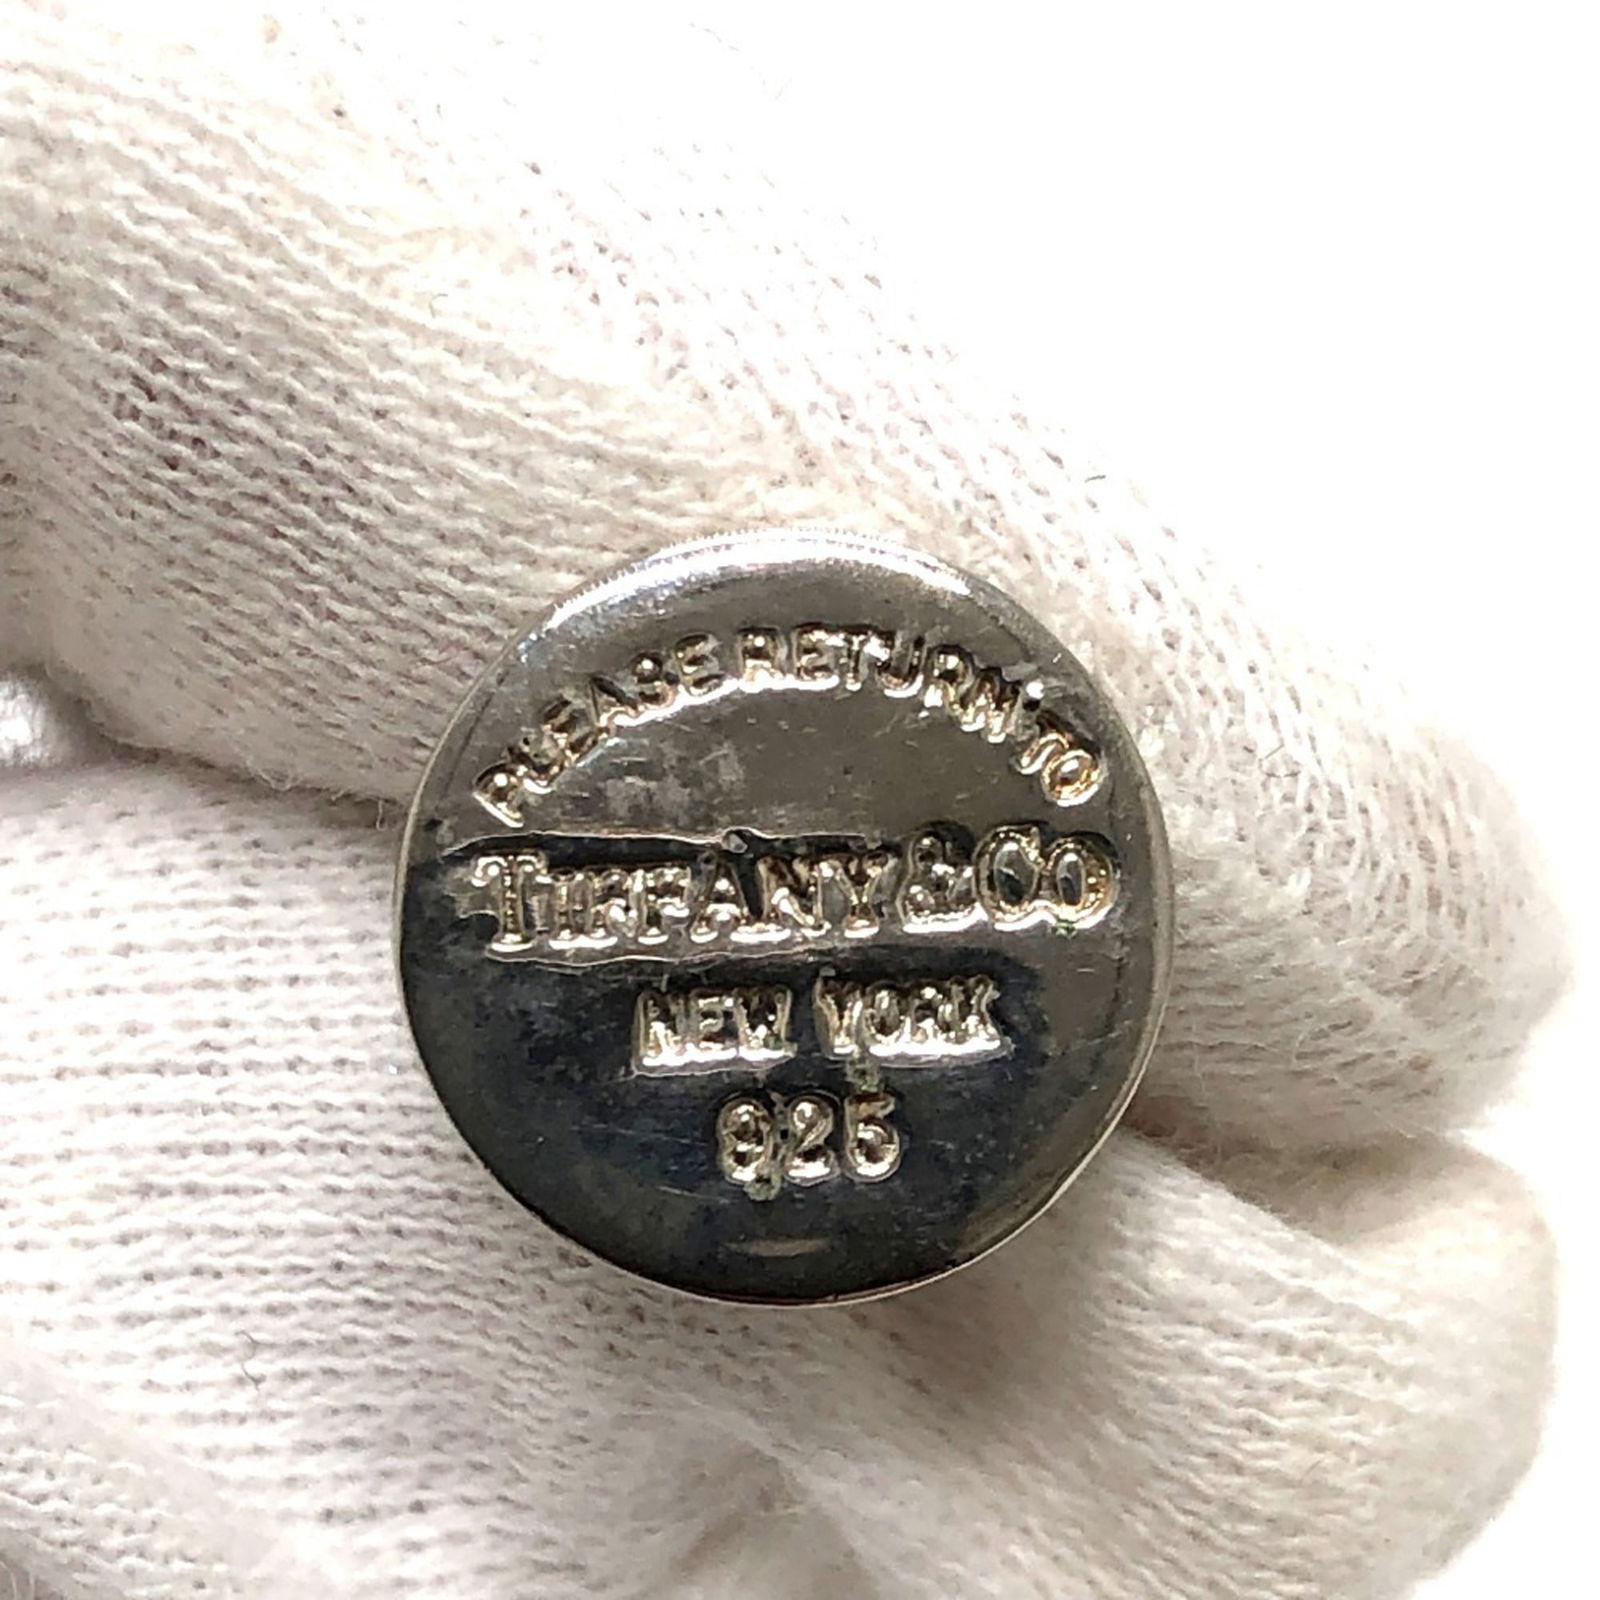 PLEASE RETURN TO
TIFFANY & CO
NEW YORK
925